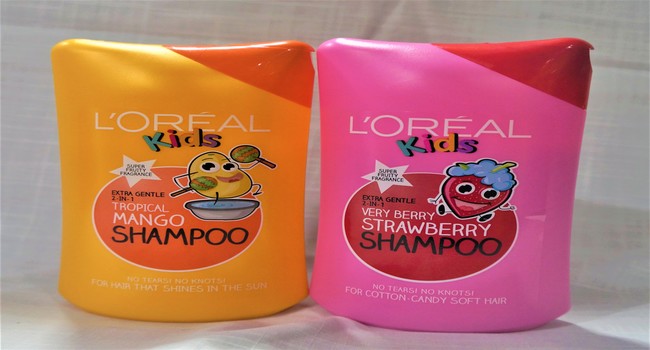 L'ORÉAL
Kids
SUPER
FRUITY
FRAGRANCE
EXTRA GENTLE
2-IN-1
TROPICAL
MANGO
SHAMPOO
NO TEARS! NO KNOTS!
FOR HAIR THAT SHINES IN THE SUN
L'ORÉAL
Kids
SUPER
FRUITY
FRAGRANCE
EXTRA GENTLE
2-IN-1
VERY BERRY
STRAWBERRY
SHAMPOO
NO TEARS! NO KNOTS!
FOR COTTON-CANDY SOFT HAIR